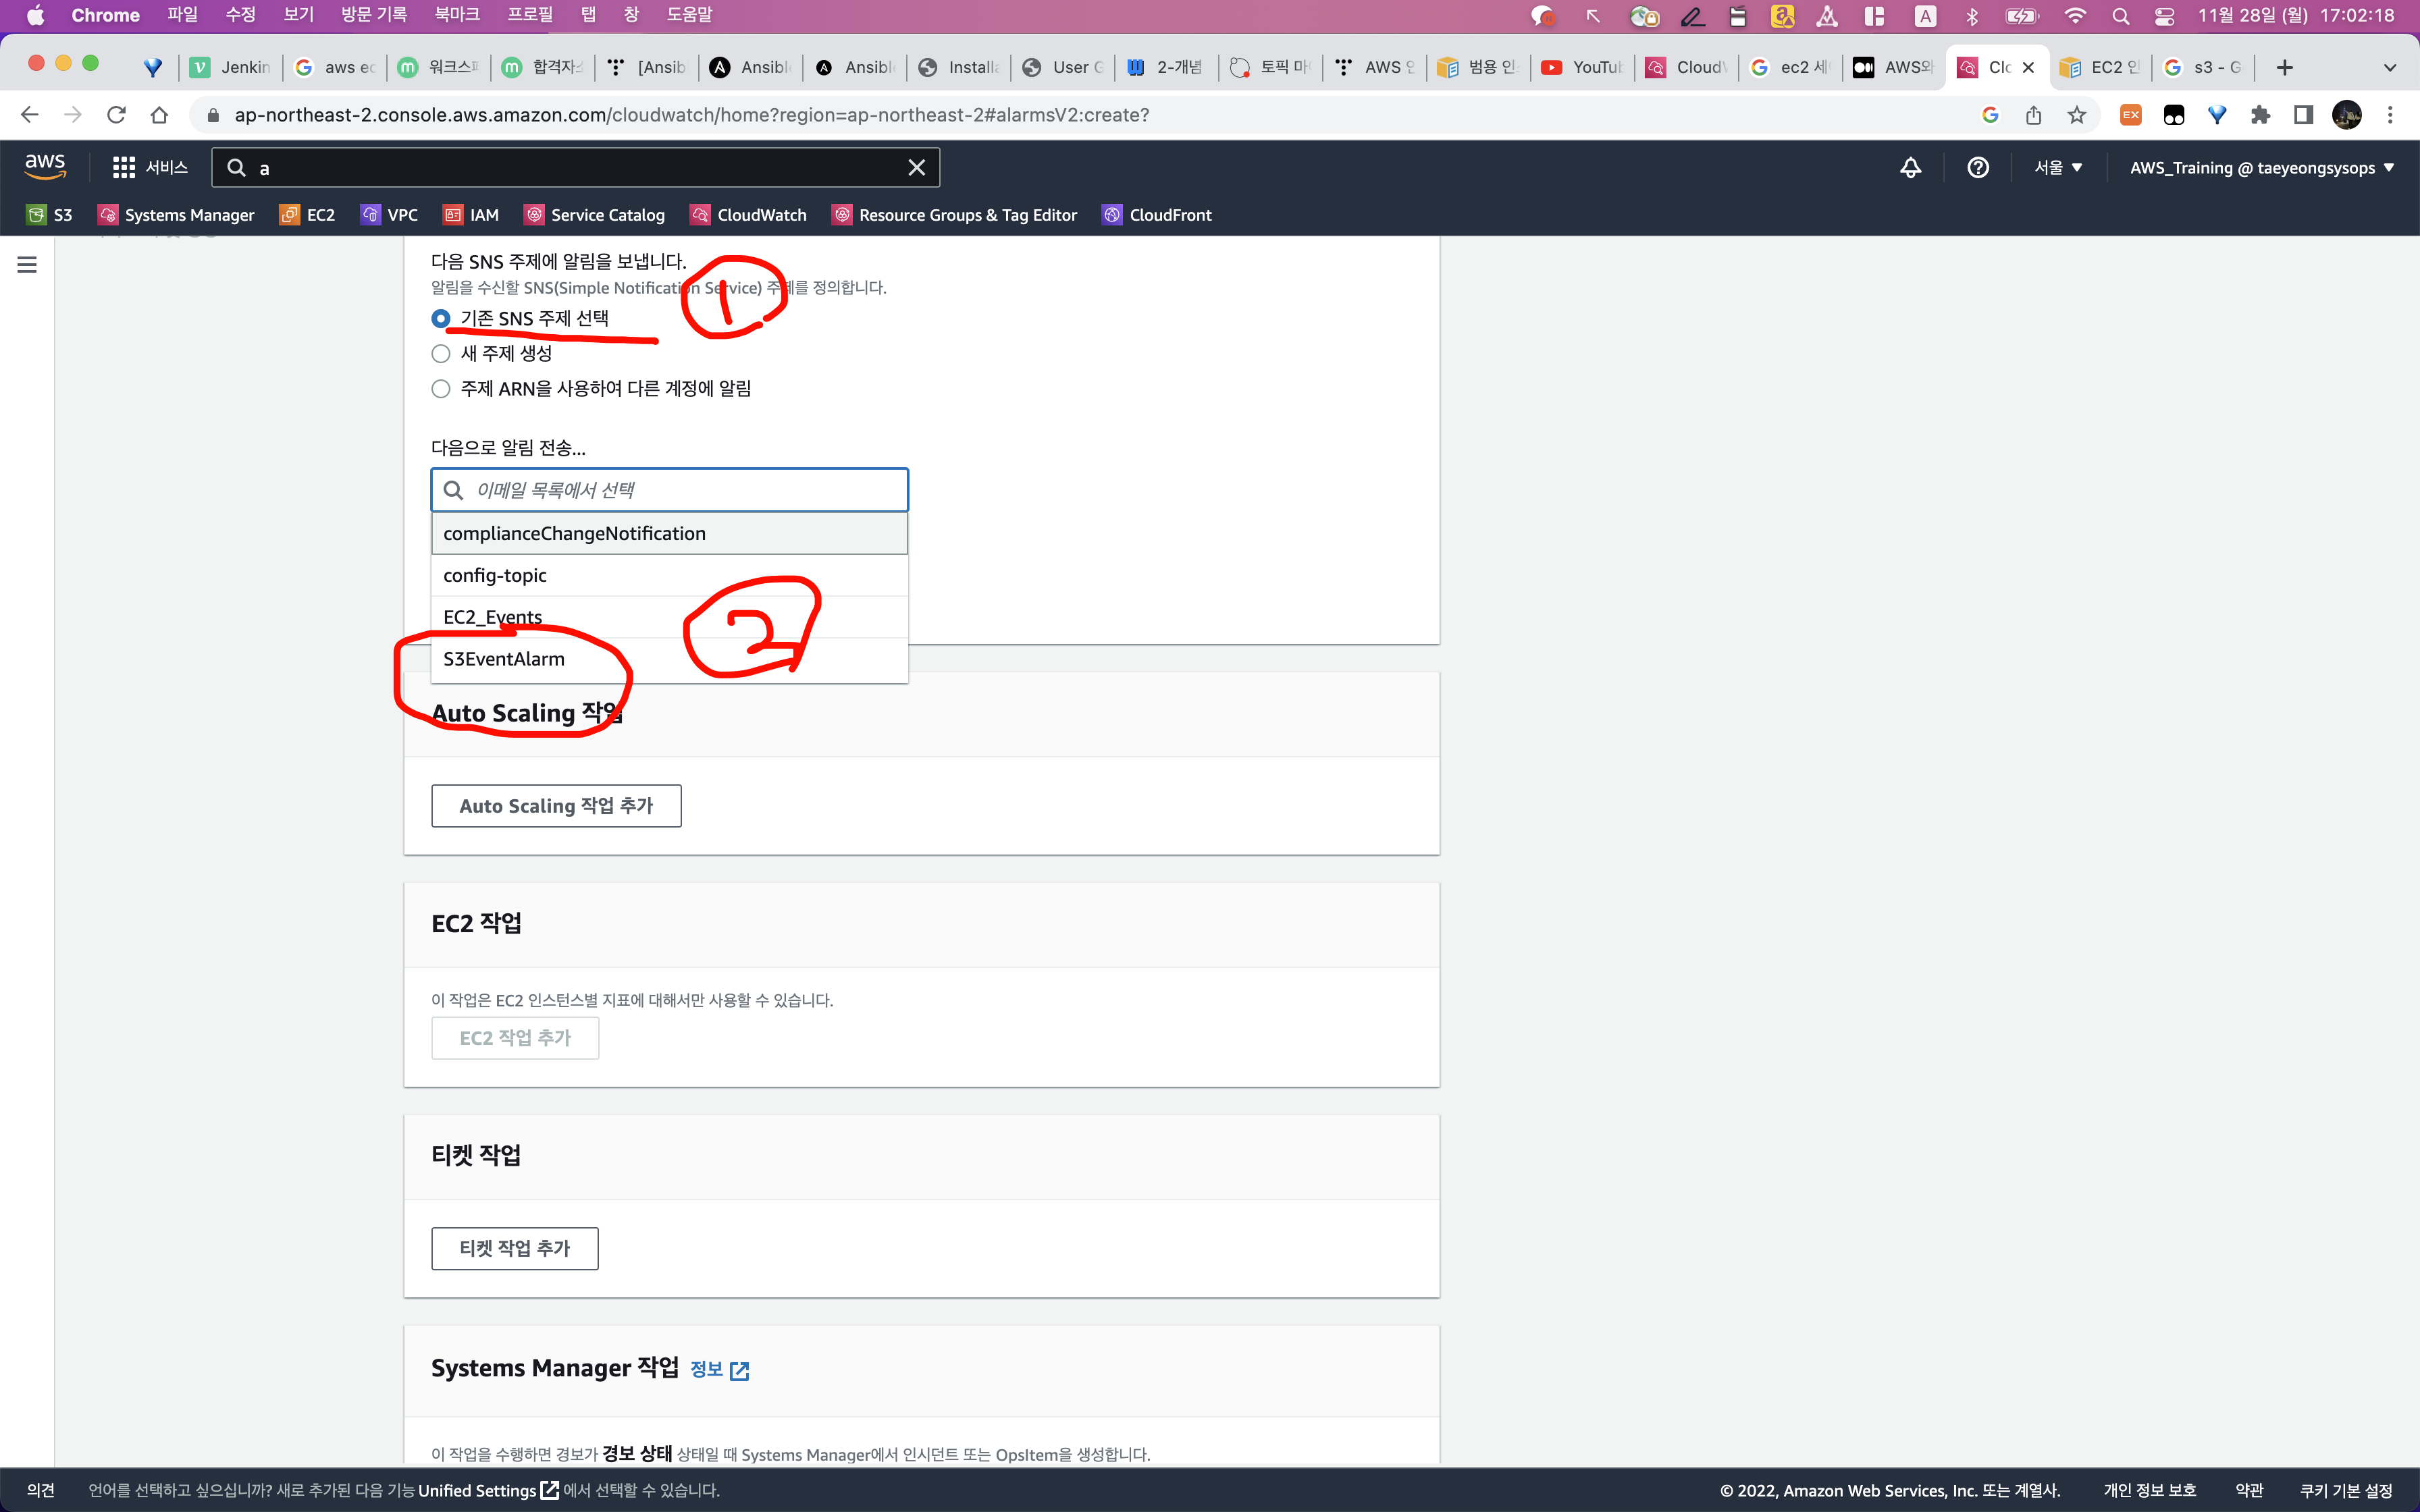 Chrome 파일 수정 보기 방문 기록 북마크 프로필 탭 창 도움말 11월 28일 (월) 17:02:18
Jenkin aws ec 워크스페 합격자소 [Ansib Ansibl Ansibl Installa User G 2-개념 토픽 마 AWS 인 범용 인 YouTub CloudW ec2 세 AWS와 Clo EC2 인 s3 - G
ap-northeast-2.console.aws.amazon.com/cloudwatch/home?region=ap-northeast-2#alarmsV2:create?
aws 서비스 a 서울 AWS_Training @ taeyeongsysops
S3 Systems Manager EC2 VPC IAM Service Catalog CloudWatch Resource Groups & Tag Editor CloudFront
다음 SNS 주제에 알림을 보냅니다.
알림을 수신할 SNS(Simple Notification Service) 주제를 정의합니다.
1
기존 SNS 주제 선택
새 주제 생성
주제 ARN을 사용하여 다른 계정에 알림
다음으로 알림 전송...
이메일 목록에서 선택
complianceChangeNotification
config-topic
EC2_Events
2
S3EventAlarm
Auto Scaling 작업
Auto Scaling 작업 추가
EC2 작업
이 작업은 EC2 인스턴스별 지표에 대해서만 사용할 수 있습니다.
EC2 작업 추가
티켓 작업
티켓 작업 추가
Systems Manager 작업 정보
이 작업을 수행하면 경보가 경보 상태 상태일 때 Systems Manager에서 인시던트 또는 OpsItem을 생성합니다.
의견 언어를 선택하고 싶으십니까? 새로 추가된 다음 기능 Unified Settings 에서 선택할 수 있습니다. © 2022, Amazon Web Services, Inc. 또는 계열사. 개인 정보 보호 약관 쿠키 기본 설정